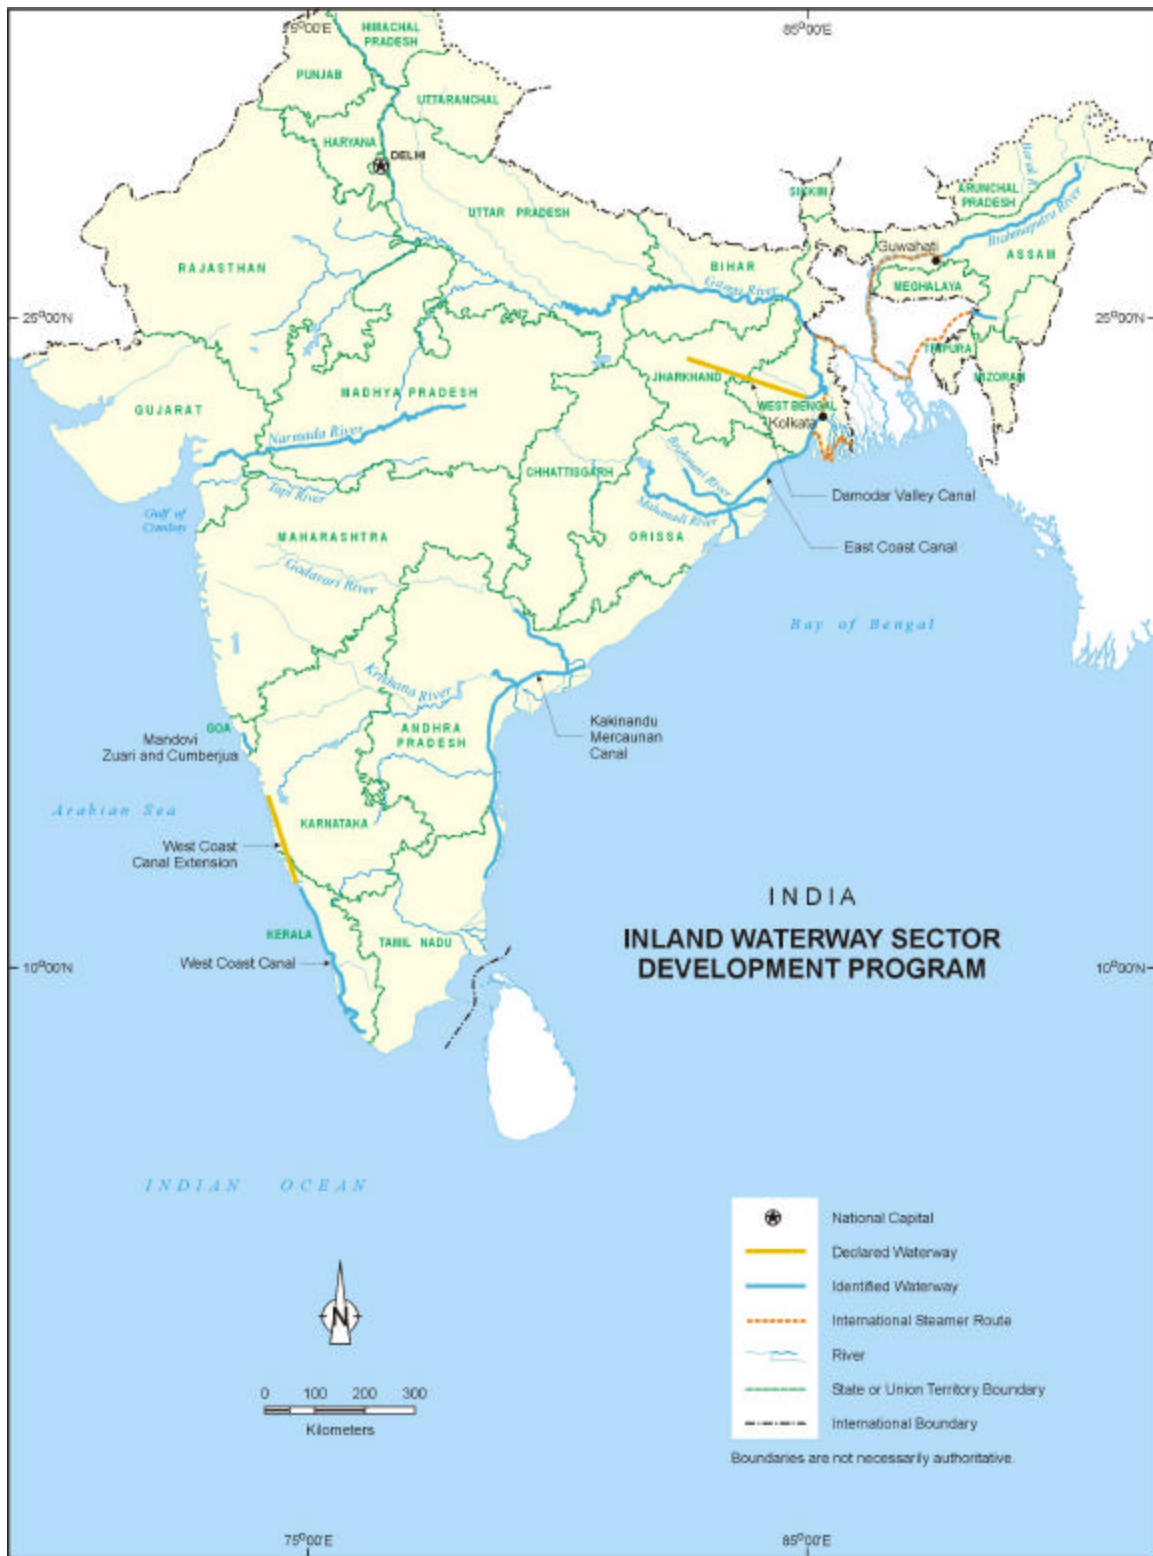 75°00'E
85°00'E
HIMACHAL
PRADESH
PUNJAB
UTTARANCHAL
HARYANA
DELHI
SIKKIM
ARUNCHAL
PRADESH
UTTAR PRADESH
Brahmaputra River
Guwahati
ASSAM
RAJASTHAN
BIHAR
Ganga River
MEGHALAYA
25°00'N
25°00'N
TRIPURA
JHARKHAND
MIZORAM
MADHYA PRADESH
GUJARAT
WEST BENGAL
Kolkata
Narmada River
Brahmani River
CHHATTISGARH
Tapi River
Damodar Valley Canal
Mahanadi River
Gulf of
MAHARASHTRA
ORISSA
East Coast Canal
Godavari River
Bay of Bengal
Krishana River
GOA
Mandovi
Zuari and Cumberjua
ANDHRA
PRADESH
Kakinandu
Mercaunan
Canal
Arabian Sea
KARNATAKA
West Coast
Canal Extension
INDIA
KERALA
TAMIL NADU
INLAND WATERWAY SECTOR
DEVELOPMENT PROGRAM
West Coast Canal
10°00'N
10°00'N
INDIAN OCEAN
National Capital
Declared Waterway
Identified Waterway
International Steamer Route
River
State or Union Territory Boundary
International Boundary
Boundaries are not necessarily authoritative.
N
0 100 200 300
Kilometers
75°00'E
85°00'E